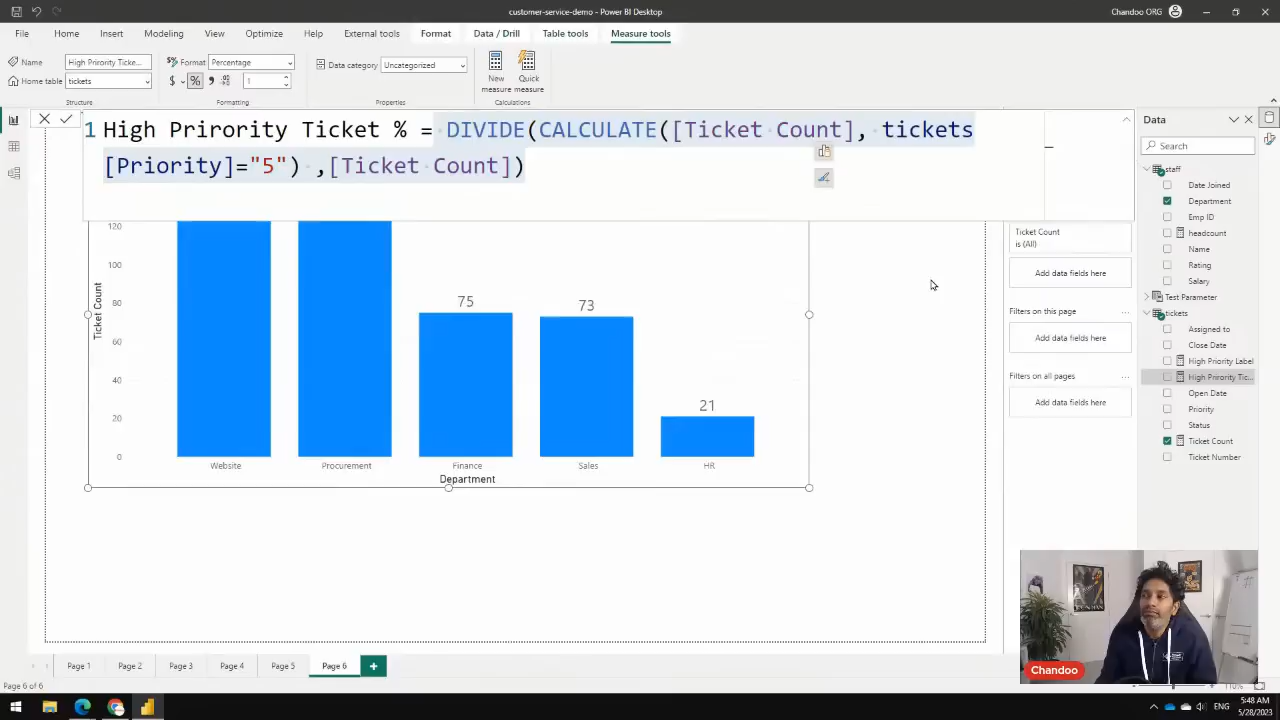 customer-service-demo - Power BI Desktop
Chandoo ORG
File Home Insert Modeling View Optimize Help External tools Format Data / Drill Table tools Measure tools
Name High Priority Ticke...
Format Percentage
Data category Uncategorized
Home table tickets
$ % 1
New measure
Quick measure
Structure
Formatting
Properties
Calculations
1 High Prirority Ticket % = DIVIDE(CALCULATE([Ticket Count], tickets
[Priority]="5") ,[Ticket Count])
120
100
80
60
40
20
0
Ticket Count
75
73
21
Website
Procurement
Finance
Sales
HR
Department
Ticket Count
is (All)
Add data fields here
Filters on this page ...
Add data fields here
Filters on all pages ...
Add data fields here
Data
Search
staff
Date Joined
Department
Emp ID
headcount
Name
Rating
Salary
Test Parameter
tickets
Assigned to
Close Date
High Priority Label
High Prirority Tic...
Open Date
Priority
Status
Ticket Count
Ticket Number
Chandoo
Page 1 Page 2 Page 3 Page 4 Page 5 Page 6
Page 6 of 6
110%
ENG
5:48 AM
5/28/2023